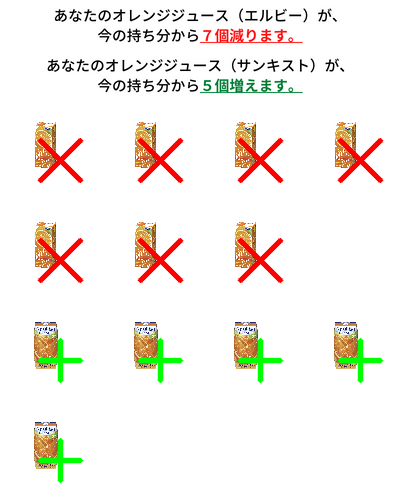 あなたのオレンジジュース（エルビー）が、
今の持ち分から７個減ります。
あなたのオレンジジュース（サンキスト）が、
今の持ち分から５個増えます。